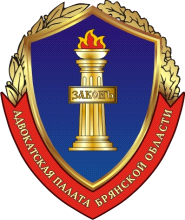 ЗАКОНЪ
АДВОКАТСКАЯ ПАЛАТА БРЯНСКОЙ ОБЛАСТИ